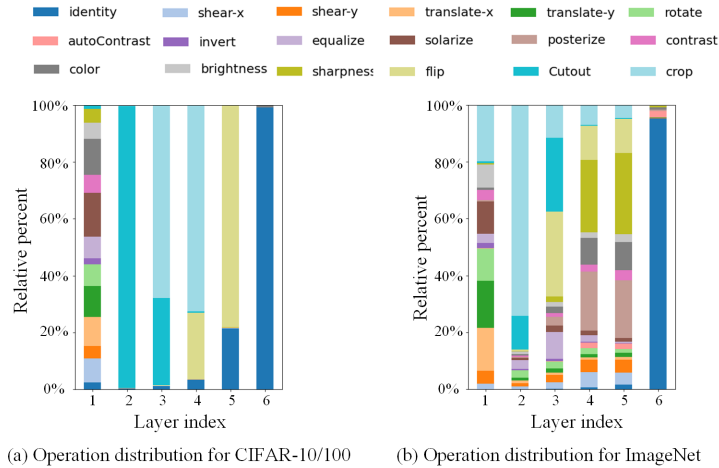 identity shear-x shear-y translate-x translate-y rotate
autoContrast invert equalize solarize posterize contrast
color brightness sharpness flip Cutout crop
100% 100%
80% 80%
60% 60%
40% 40%
20% 20%
0% 0%
Relative percent Relative percent
1 2 3 4 5 6 1 2 3 4 5 6
Layer index Layer index
(a) Operation distribution for CIFAR-10/100 (b) Operation distribution for ImageNet